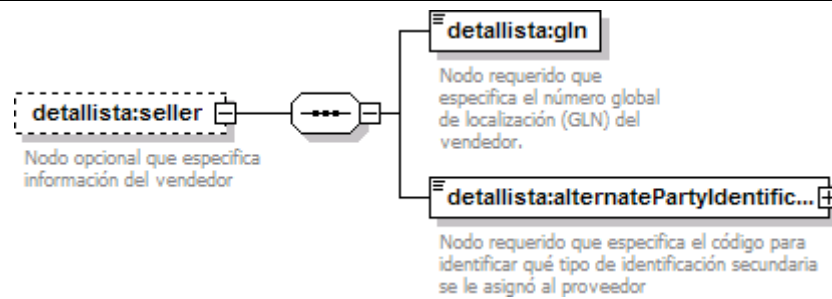 detallista:gln
Nodo requerido que
especifica el número global
de localización (GLN) del
vendedor.
detallista:seller
Nodo opcional que especifica
información del vendedor
detallista:alternatePartyIdentific...
Nodo requerido que especifica el código para
identificar qué tipo de identificación secundaria
se le asignó al proveedor